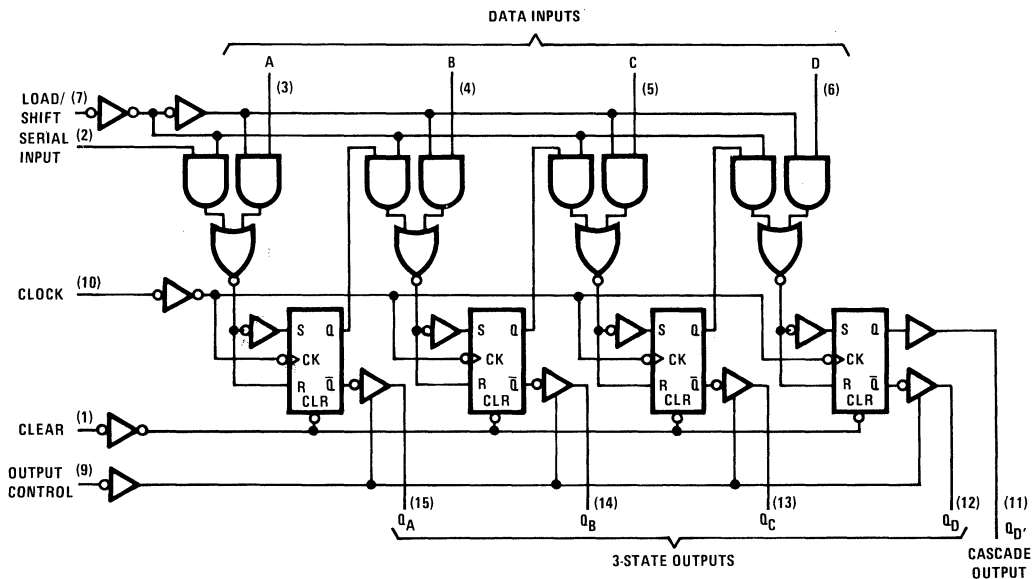 DATA INPUTS
A
B
C
D
(3)
(4)
(5)
(6)
LOAD/ (7)
SHIFT
SERIAL (2)
INPUT
CLOCK (10)
S Q
CK
R Q̅
CLR
S Q
CK
R Q̅
CLR
S Q
CK
R Q̅
CLR
S Q
CK
R Q̅
CLR
CLEAR (1)
OUTPUT (9)
CONTROL
(15)
QA
(14)
QB
(13)
QC
(12)
QD
(11)
QD'
CASCADE
OUTPUT
3-STATE OUTPUTS